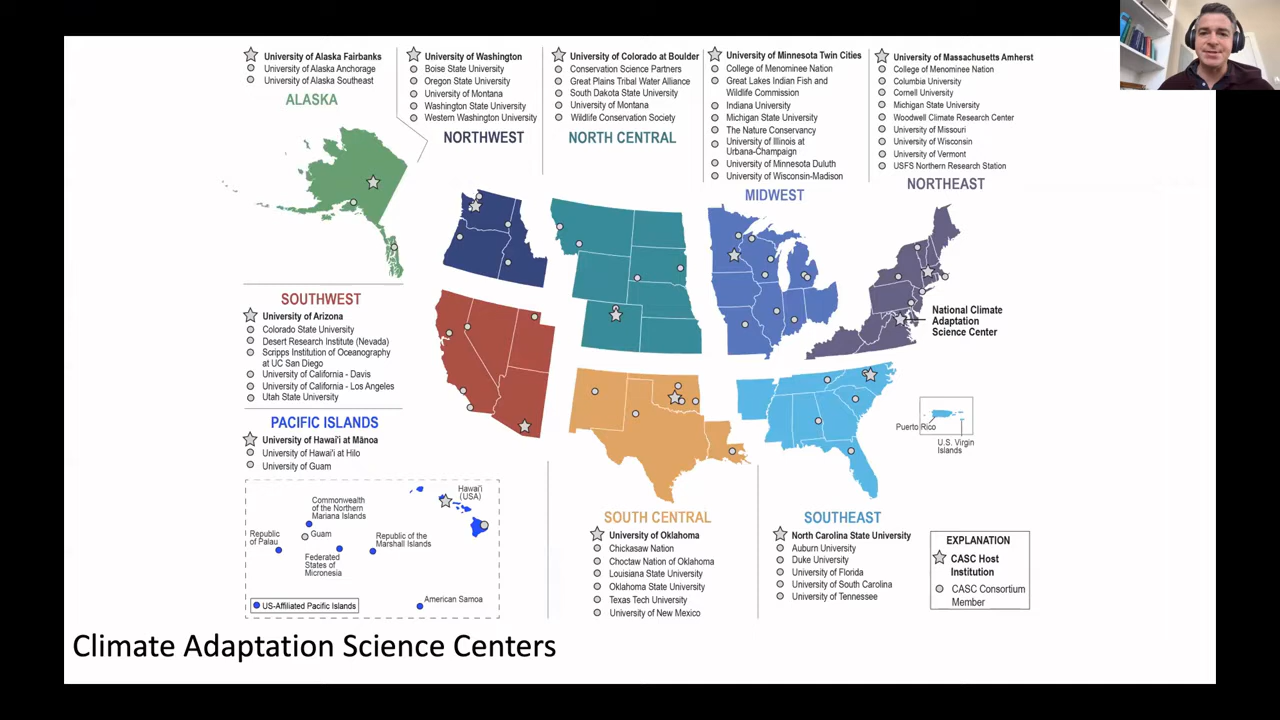 University of Alaska Fairbanks
University of Alaska Anchorage
University of Alaska Southeast
ALASKA
University of Washington
Boise State University
Oregon State University
University of Montana
Washington State University
Western Washington University
NORTHWEST
University of Colorado at Boulder
Conservation Science Partners
Great Plains Tribal Water Alliance
South Dakota State University
University of Montana
Wildlife Conservation Society
NORTH CENTRAL
University of Minnesota Twin Cities
College of Menominee Nation
Great Lakes Indian Fish and
Wildlife Commission
Indiana University
Michigan State University
The Nature Conservancy
University of Illinois at
Urbana-Champaign
University of Minnesota Duluth
University of Wisconsin-Madison
MIDWEST
University of Massachusetts Amherst
College of Menominee Nation
Columbia University
Cornell University
Michigan State University
Woodwell Climate Research Center
University of Missouri
University of Wisconsin
University of Vermont
USFS Northern Research Station
NORTHEAST
National Climate
Adaptation
Science Center
SOUTHWEST
University of Arizona
Colorado State University
Desert Research Institute (Nevada)
Scripps Institution of Oceanography
at UC San Diego
University of California - Davis
University of California - Los Angeles
Utah State University
PACIFIC ISLANDS
University of Hawai'i at Mānoa
University of Hawai'i at Hilo
University of Guam
Hawai'i
(USA)
Commonwealth
of the Northern
Mariana Islands
Republic
of Palau
Guam
Republic of the
Marshall Islands
Federated
States of
Micronesia
American Samoa
US-Affiliated Pacific Islands
SOUTH CENTRAL
University of Oklahoma
Chickasaw Nation
Choctaw Nation of Oklahoma
Louisiana State University
Oklahoma State University
Texas Tech University
University of New Mexico
SOUTHEAST
North Carolina State University
Auburn University
Duke University
University of Florida
University of South Carolina
University of Tennessee
Puerto Rico
U.S. Virgin
Islands
EXPLANATION
CASC Host
Institution
CASC Consortium
Member
Climate Adaptation Science Centers